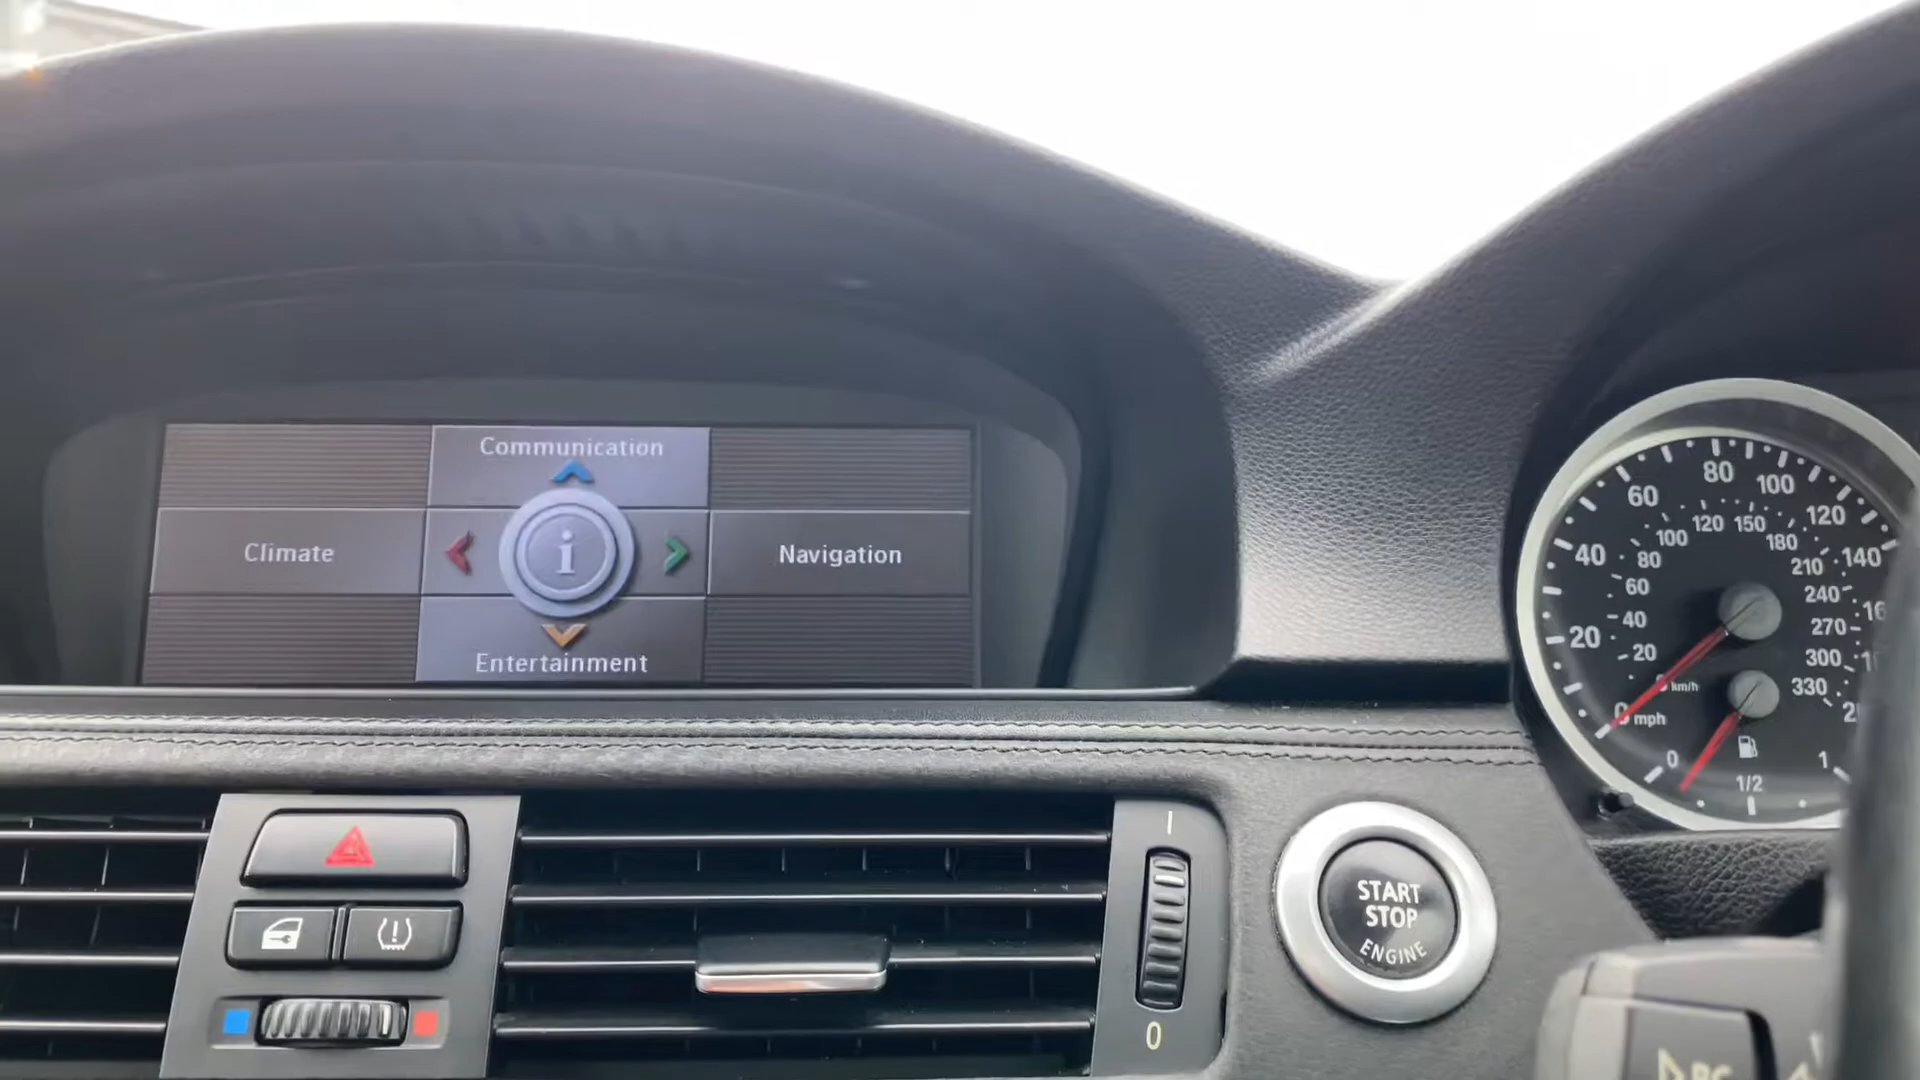 Communication
Climate
i
Navigation
Entertainment
I
0
START
STOP
ENGINE
80
60
100
120
40
140
20
0 mph
120
150
100
180
80
210
60
240
40
270
20
300
km/h
330
0
1/2
1